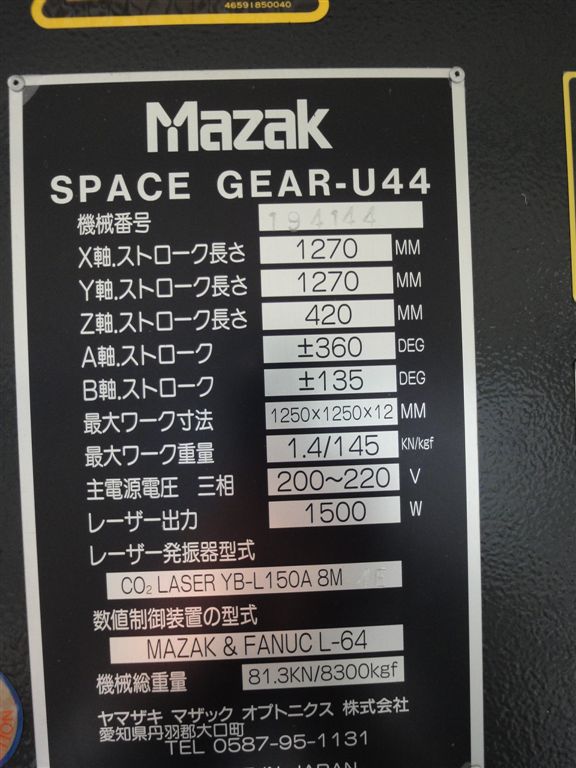 46591850040
Mazak
SPACE GEAR-U44
機械番号 194144
X軸.ストローク長さ 1270 MM
Y軸.ストローク長さ 1270 MM
Z軸.ストローク長さ 420 MM
A軸.ストローク ±360 DEG
B軸.ストローク ±135 DEG
最大ワーク寸法 1250×1250×12 MM
最大ワーク重量 1.4/145 KN/kgf
主電源電圧 三相 200~220 V
レーザー出力 1500 W
レーザー発振器型式
CO₂ LASER YB-L150A 8M
数値制御装置の型式
MAZAK & FANUC L-64
機械総重量 81.3KN/8300kgf
ヤマザキ マザック オプトニクス 株式会社
愛知県丹羽郡大口町
TEL 0587-95-1131